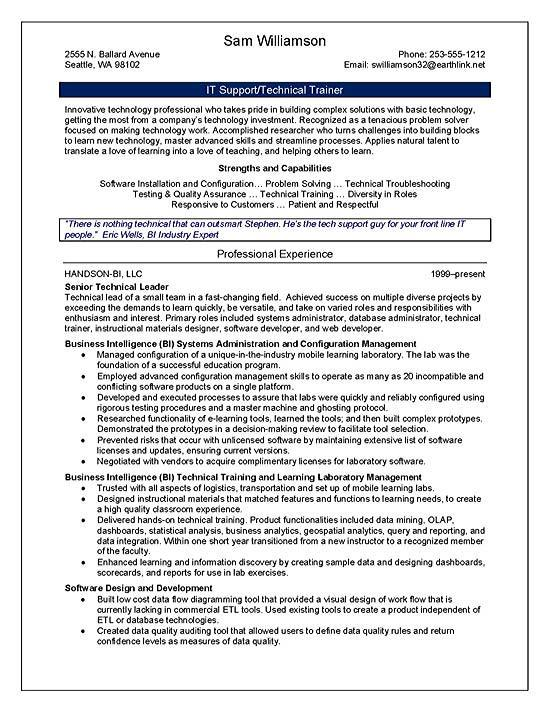 Sam Williamson
2555 N. Ballard Avenue Phone: 253-555-1212
Seattle, WA 98102 Email: swilliamson32@earthlink.net
IT Support/Technical Trainer
Innovative technology professional who takes pride in building complex solutions with basic technology,
getting the most from a company's technology investment. Recognized as a tenacious problem solver
focused on making technology work. Accomplished researcher who turns challenges into building blocks
to learn new technology, master advanced skills and streamline processes. Applies natural talent to
translate a love of learning into a love of teaching, and helping others to learn.
Strengths and Capabilities
Software Installation and Configuration… Problem Solving … Technical Troubleshooting
Testing & Quality Assurance … Technical Training … Diversity in Roles
Responsive to Customers … Patient and Respectful
"There is nothing technical that can outsmart Stephen. He's the tech support guy for your front line IT
people." Eric Wells, BI Industry Expert
Professional Experience
HANDSON-BI, LLC 1999–present
Senior Technical Leader
Technical lead of a small team in a fast-changing field. Achieved success on multiple diverse projects by
exceeding the demands to learn quickly, be versatile, and take on varied roles and responsibilities with
enthusiasm and interest. Primary roles included systems administrator, database administrator, technical
trainer, instructional materials designer, software developer, and web developer.
Business Intelligence (BI) Systems Administration and Configuration Management
• Managed configuration of a unique-in-the-industry mobile learning laboratory. The lab was the
foundation of a successful education program.
• Employed advanced configuration management skills to operate as many as 20 incompatible and
conflicting software products on a single platform.
• Developed and executed processes to assure that labs were quickly and reliably configured using
rigorous testing procedures and a master machine and ghosting protocol.
• Researched functionality of e-learning tools, learned the tools; and then built complex prototypes.
Demonstrated the prototypes in a decision-making review to facilitate tool selection.
• Prevented risks that occur with unlicensed software by maintaining extensive list of software
licenses and updates, ensuring current versions.
• Negotiated with vendors to acquire complimentary licenses for laboratory software.
Business Intelligence (BI) Technical Training and Learning Laboratory Management
• Trusted with all aspects of logistics, transportation and set up of mobile learning labs.
• Designed instructional materials that matched features and functions to learning needs, to create
a high quality classroom experience.
• Delivered hands-on technical training. Product functionalities included data mining, OLAP,
dashboards, statistical analysis, business analytics, geospatial analytics, query and reporting, and
data integration. Within one short year transitioned from a new instructor to a recognized member
of the faculty.
• Enhanced learning and information discovery by creating sample data and designing dashboards,
scorecards, and reports for use in lab exercises.
Software Design and Development
• Built low cost data flow diagramming tool that provided a visual design of work flow that is
currently lacking in commercial ETL tools. Used existing tools to create a product independent of
ETL or database technologies.
• Created data quality auditing tool that allowed users to define data quality rules and return
confidence levels as measures of data quality.